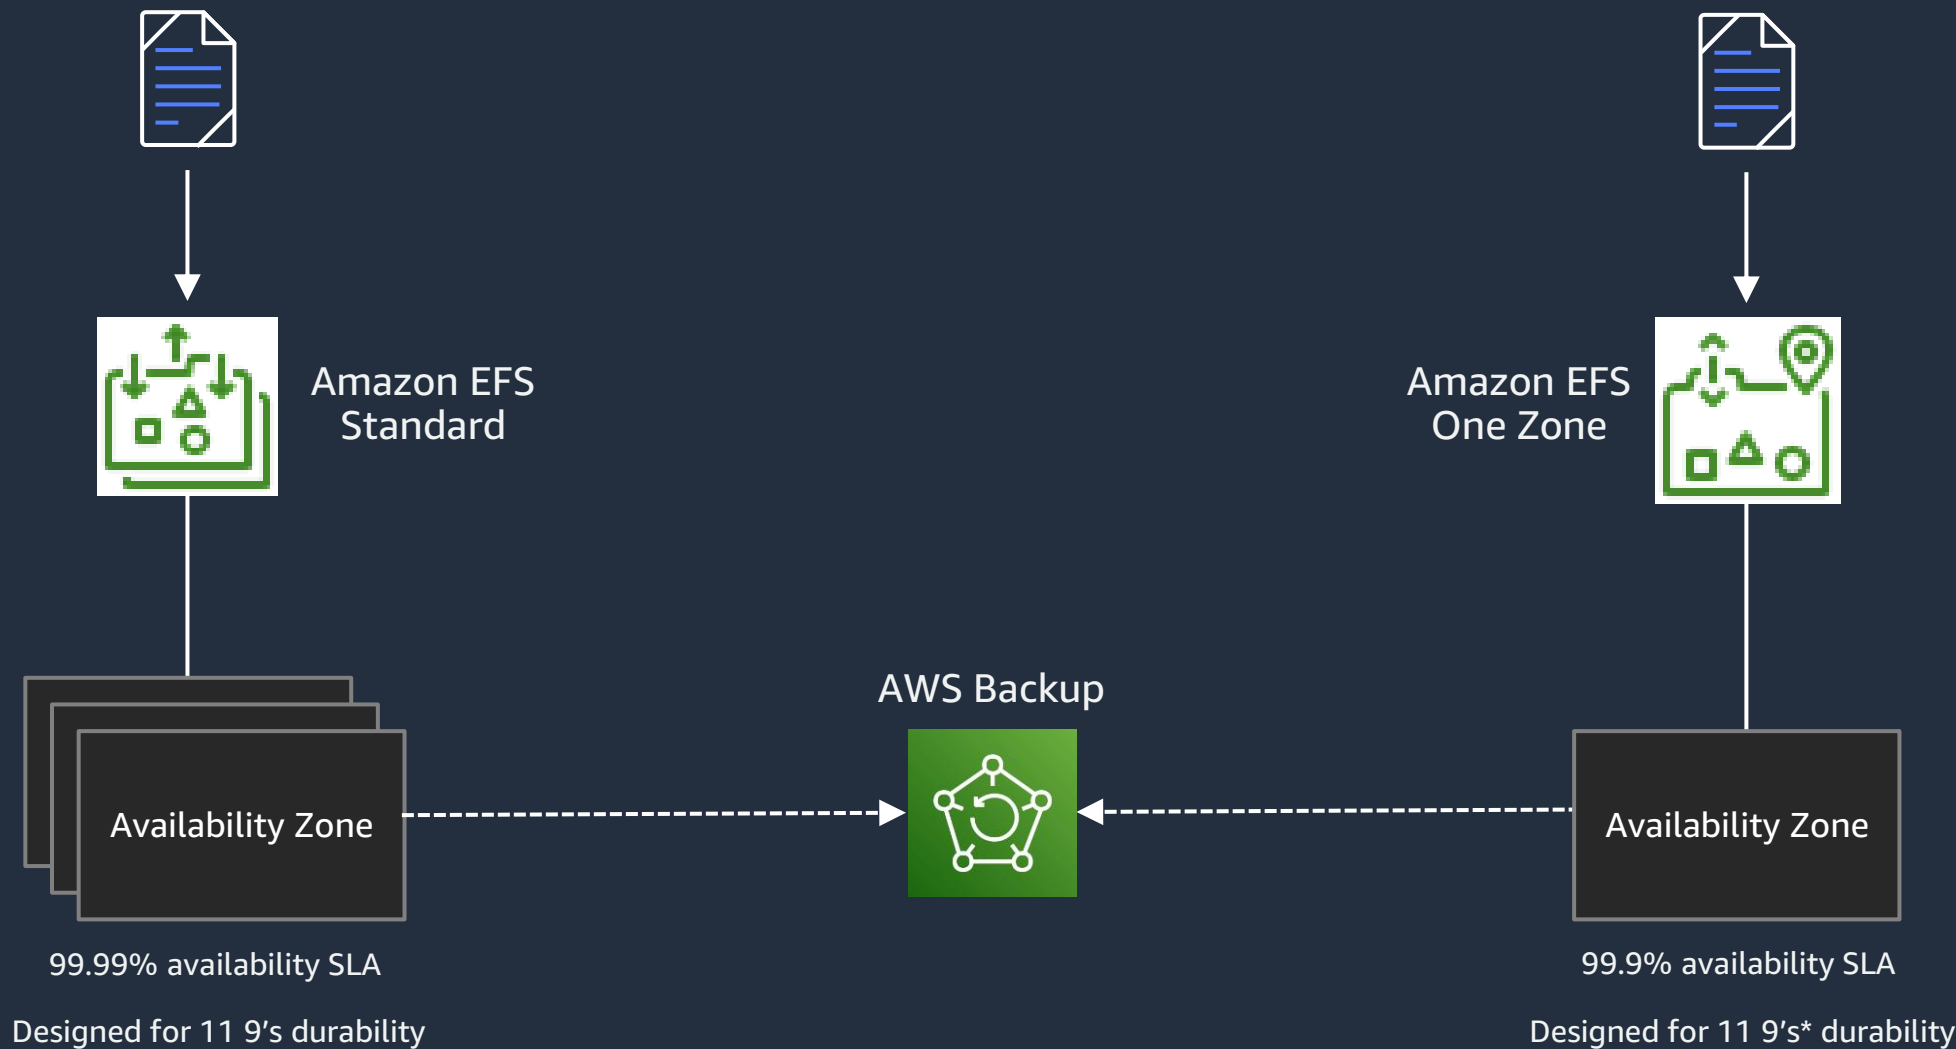 Amazon EFS
Standard
Amazon EFS
One Zone
AWS Backup
Availability Zone
Availability Zone
99.99% availability SLA
99.9% availability SLA
Designed for 11 9’s durability
Designed for 11 9’s* durability